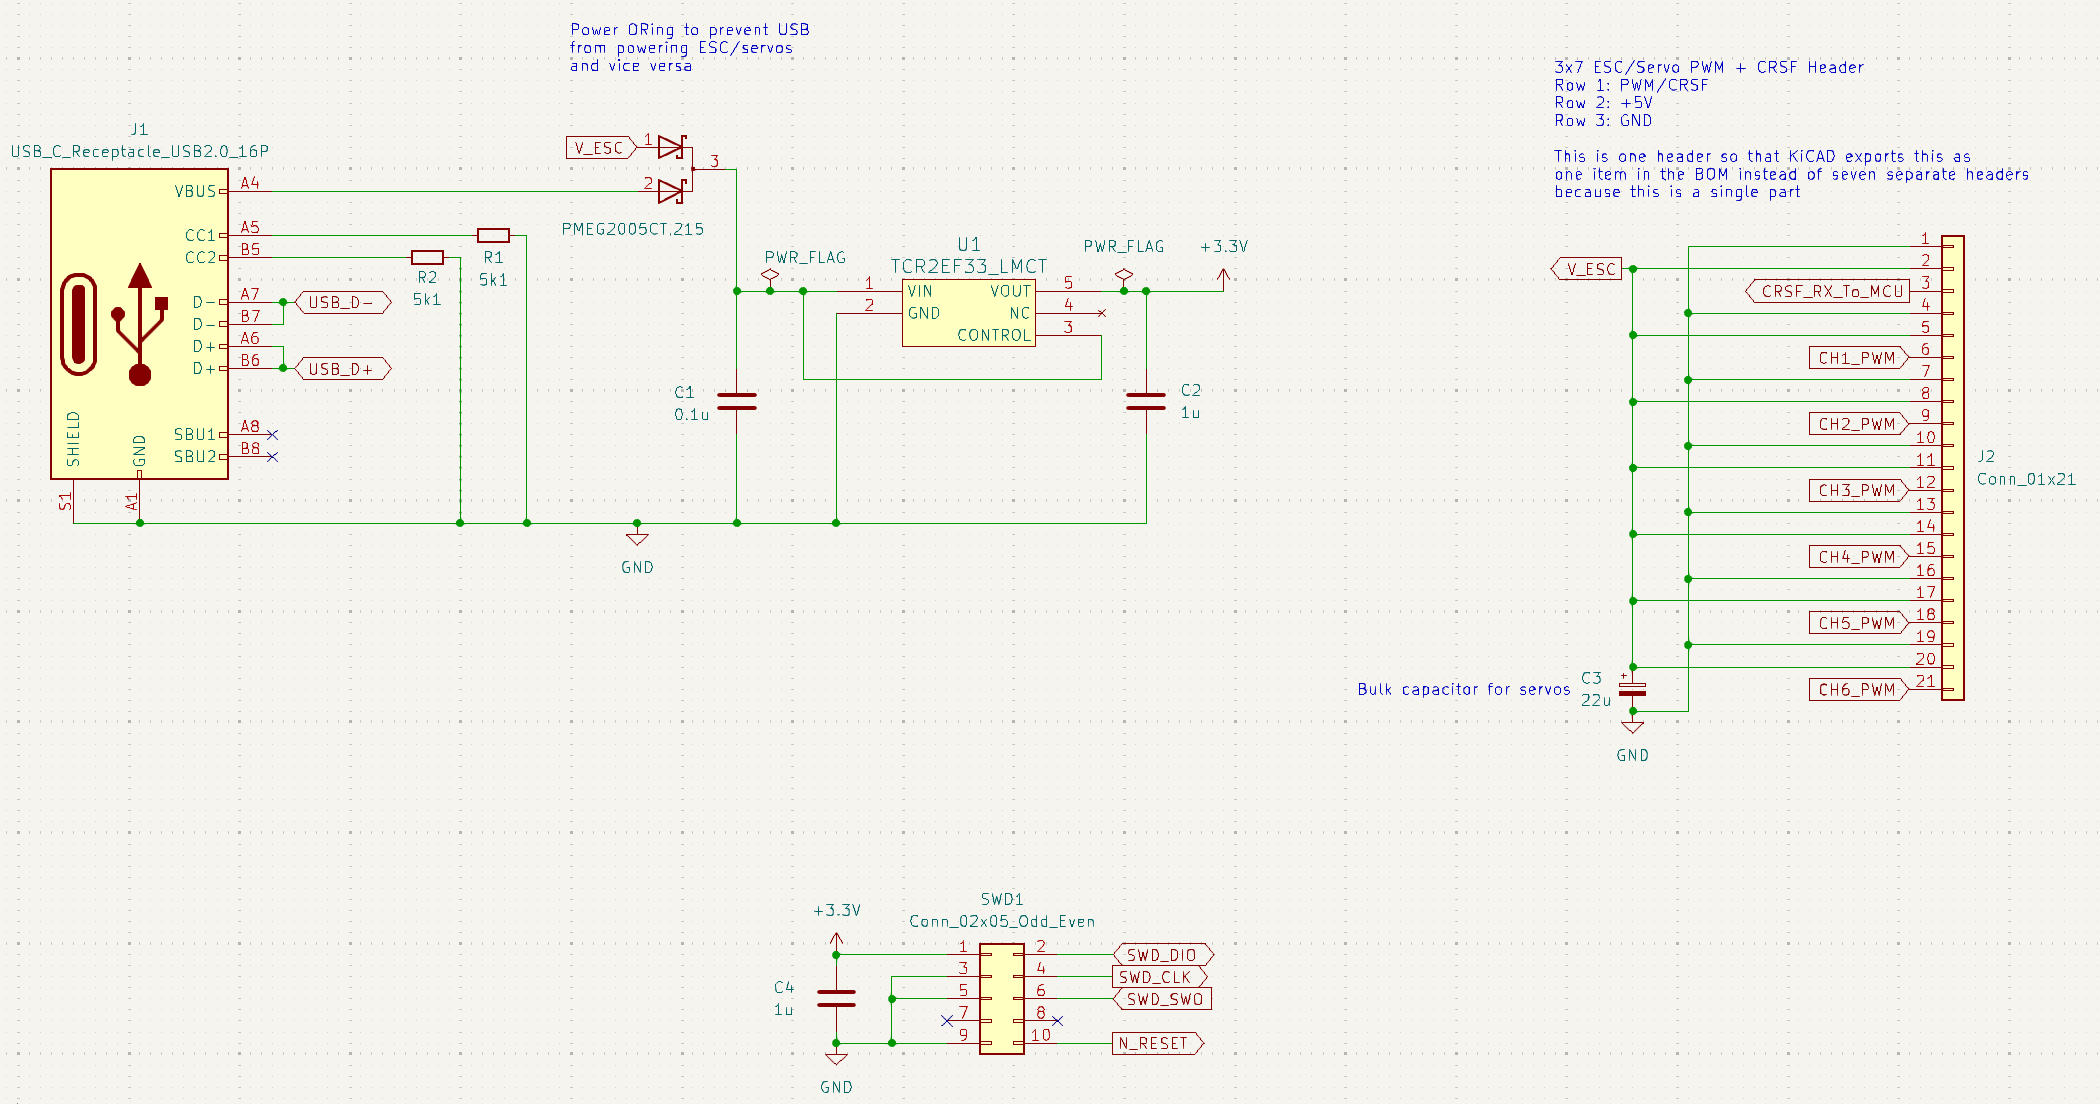 Power ORing to prevent USB
from powering ESC/servos
and vice versa
3x7 ESC/Servo PWM + CRSF Header
Row 1: PWM/CRSF
Row 2: +5V
Row 3: GND
This is one header so that KiCAD exports this as
one item in the BOM instead of seven separate headers
because this is a single part
J1
USB_C_Receptacle_USB2.0_16P
VBUS
A4
CC1
A5
CC2
B5
D-
A7
D-
B7
D+
A6
D+
B6
SBU1
A8
SBU2
B8
SHIELD
GND
S1
A1
USB_D-
USB_D+
R1
5k1
R2
5k1
V_ESC
1
2
3
PMEG2005CT,215
PWR_FLAG
U1
TCR2EF33_LMCT
1
VIN
2
GND
VOUT
5
NC
4
CONTROL
3
PWR_FLAG
+3.3V
C1
0.1u
C2
1u
GND
V_ESC
1
2
CRSF_RX_To_MCU
3
4
5
CH1_PWM
6
7
8
CH2_PWM
9
10
11
CH3_PWM
12
13
14
CH4_PWM
15
16
17
CH5_PWM
18
19
20
CH6_PWM
21
J2
Conn_01x21
Bulk capacitor for servos
C3
22u
+
GND
SWD1
Conn_02x05_Odd_Even
+3.3V
C4
1u
GND
1
2
SWD_DIO
3
4
SWD_CLK
5
6
SWD_SWO
7
8
9
10
N_RESET